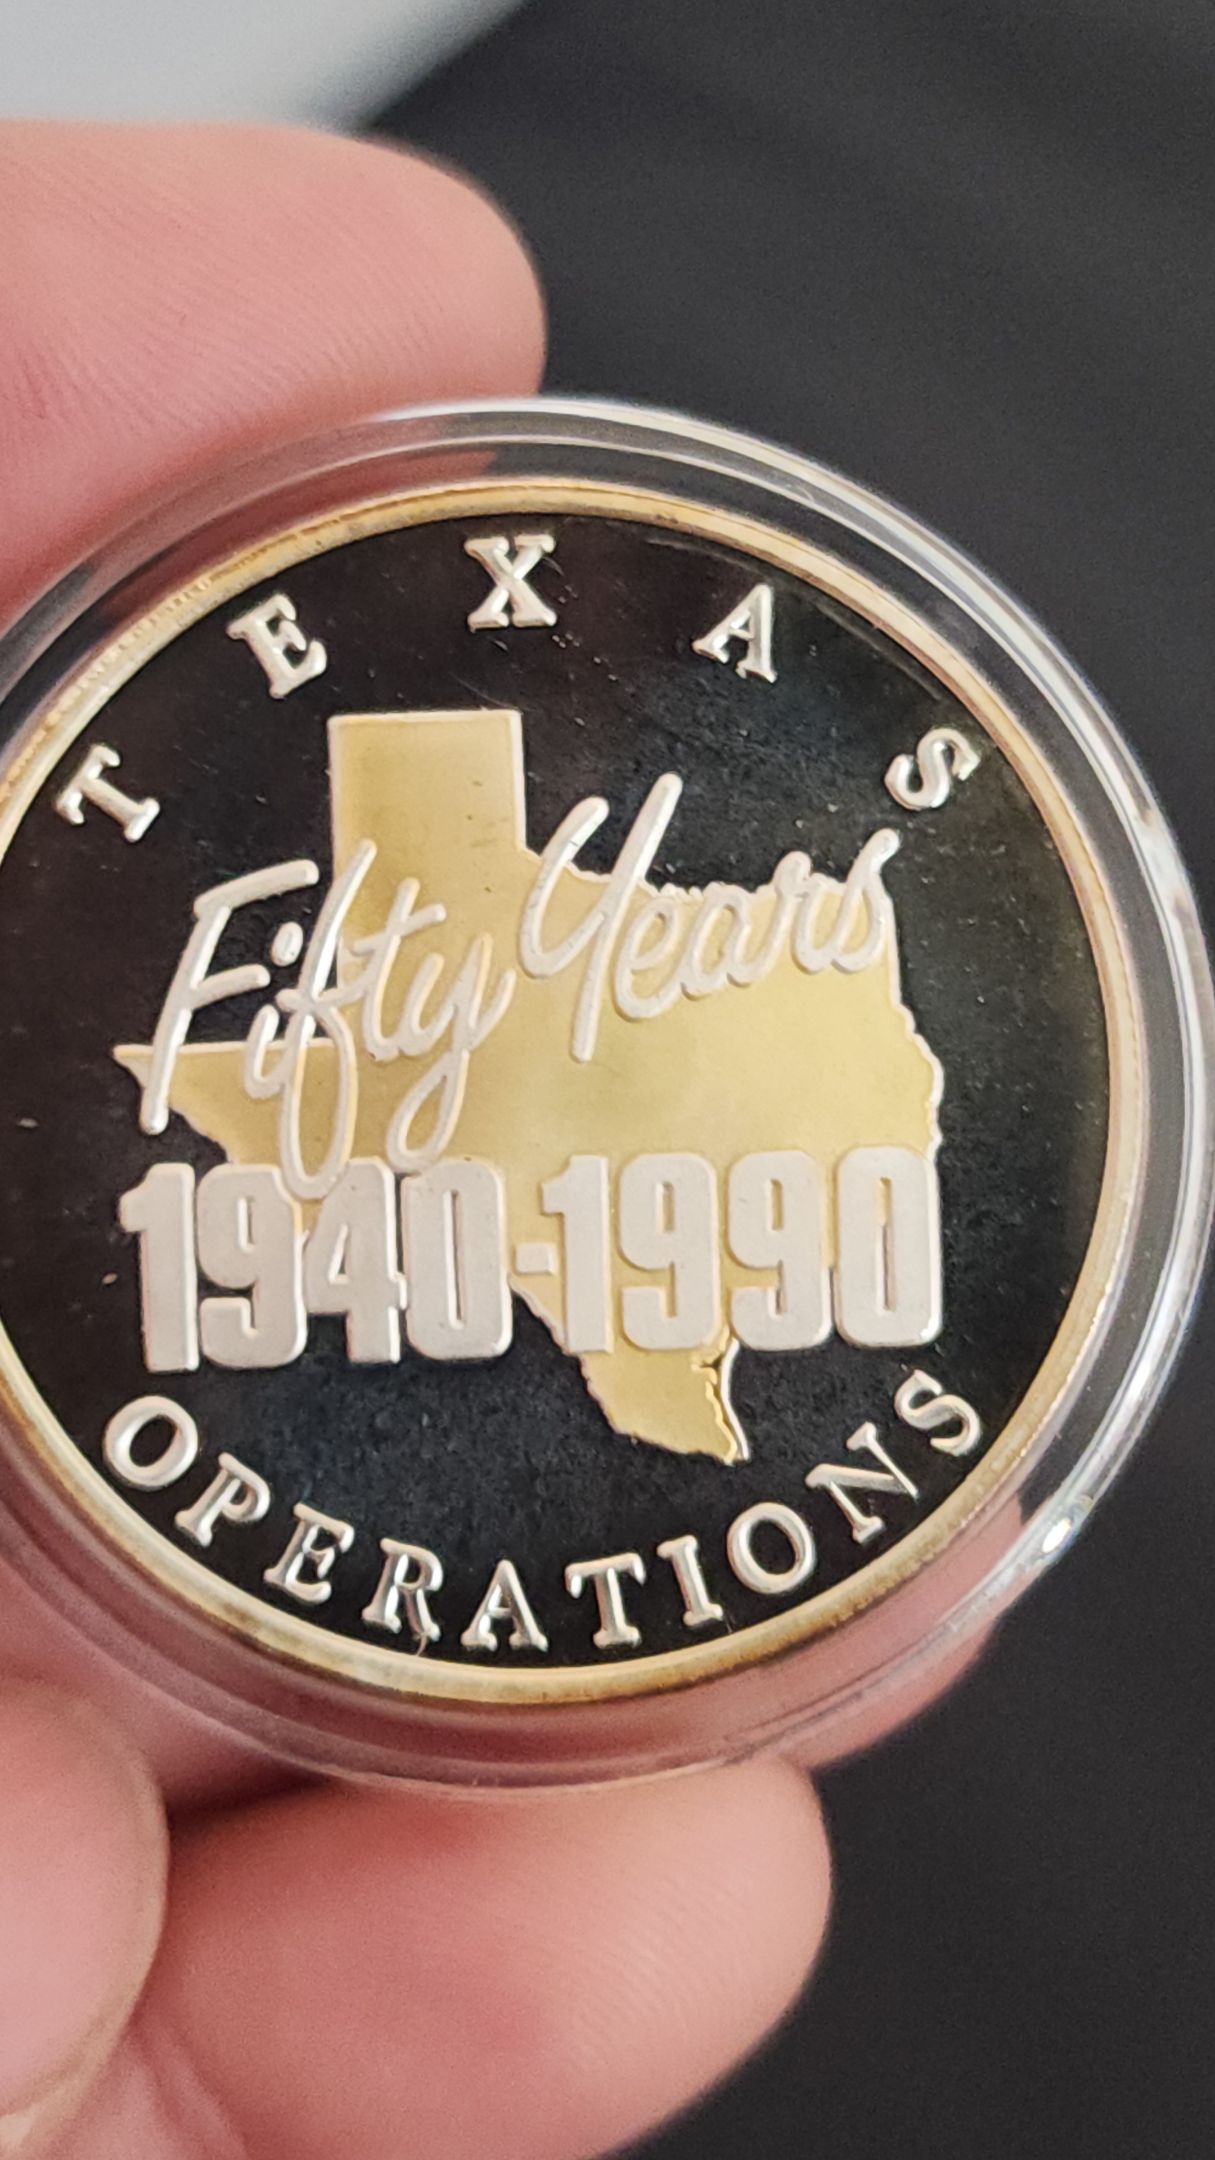 TEXAS
Fifty Years
1940-1990
OPERATIONS